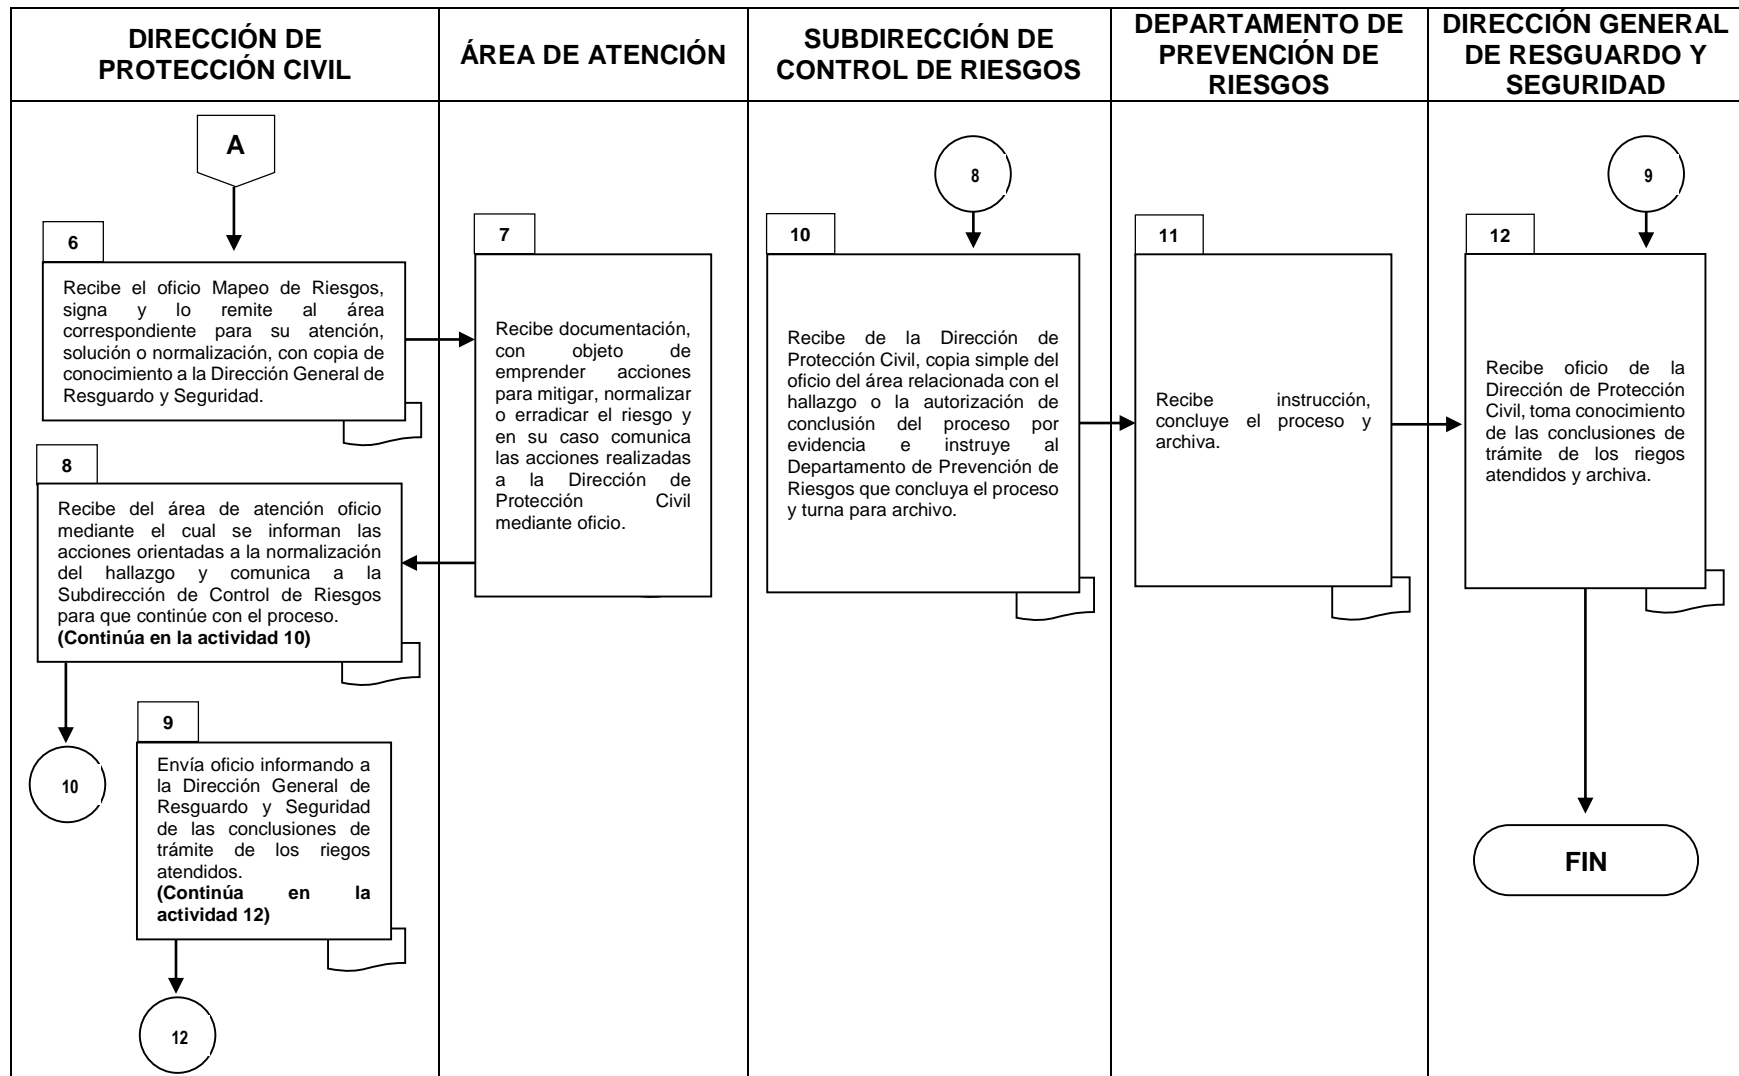 DIRECCIÓN DE
PROTECCIÓN CIVIL
ÁREA DE ATENCIÓN
SUBDIRECCIÓN DE
CONTROL DE RIESGOS
DEPARTAMENTO DE
PREVENCIÓN DE
RIESGOS
DIRECCIÓN GENERAL
DE RESGUARDO Y
SEGURIDAD
A
6
Recibe el oficio Mapeo de Riesgos,
signa y lo remite al área
correspondiente para su atención,
solución o normalización, con copia de
conocimiento a la Dirección General de
Resguardo y Seguridad.
7
Recibe documentación,
con objeto de
emprender acciones
para mitigar, normalizar
o erradicar el riesgo y
en su caso comunica
las acciones realizadas
a la Dirección de
Protección Civil
mediante oficio.
8
Recibe del área de atención oficio
mediante el cual se informan las
acciones orientadas a la normalización
del hallazgo y comunica a la
Subdirección de Control de Riesgos
para que continúe con el proceso.
(Continúa en la actividad 10)
10
9
Envía oficio informando a
la Dirección General de
Resguardo y Seguridad
de las conclusiones de
trámite de los riegos
atendidos.
(Continúa en la
actividad 12)
12
8
10
Recibe de la Dirección de
Protección Civil, copia simple del
oficio del área relacionada con el
hallazgo o la autorización de
conclusión del proceso por
evidencia e instruye al
Departamento de Prevención de
Riesgos que concluya el proceso
y turna para archivo.
11
Recibe instrucción,
concluye el proceso y
archiva.
9
12
Recibe oficio de la
Dirección de Protección
Civil, toma conocimiento
de las conclusiones de
trámite de los riegos
atendidos y archiva.
FIN